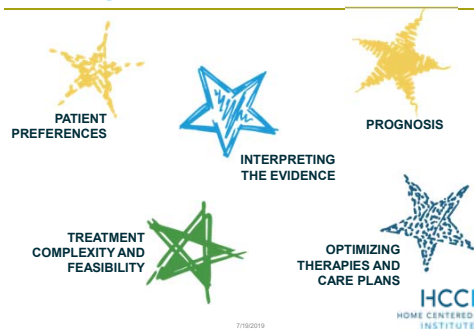 PATIENT
PREFERENCES
PROGNOSIS
INTERPRETING
THE EVIDENCE
TREATMENT
COMPLEXITY AND
FEASIBILITY
OPTIMIZING
THERAPIES AND
CARE PLANS
HCCI
HOME CENTERED
INSTITUTE
7/19/2019